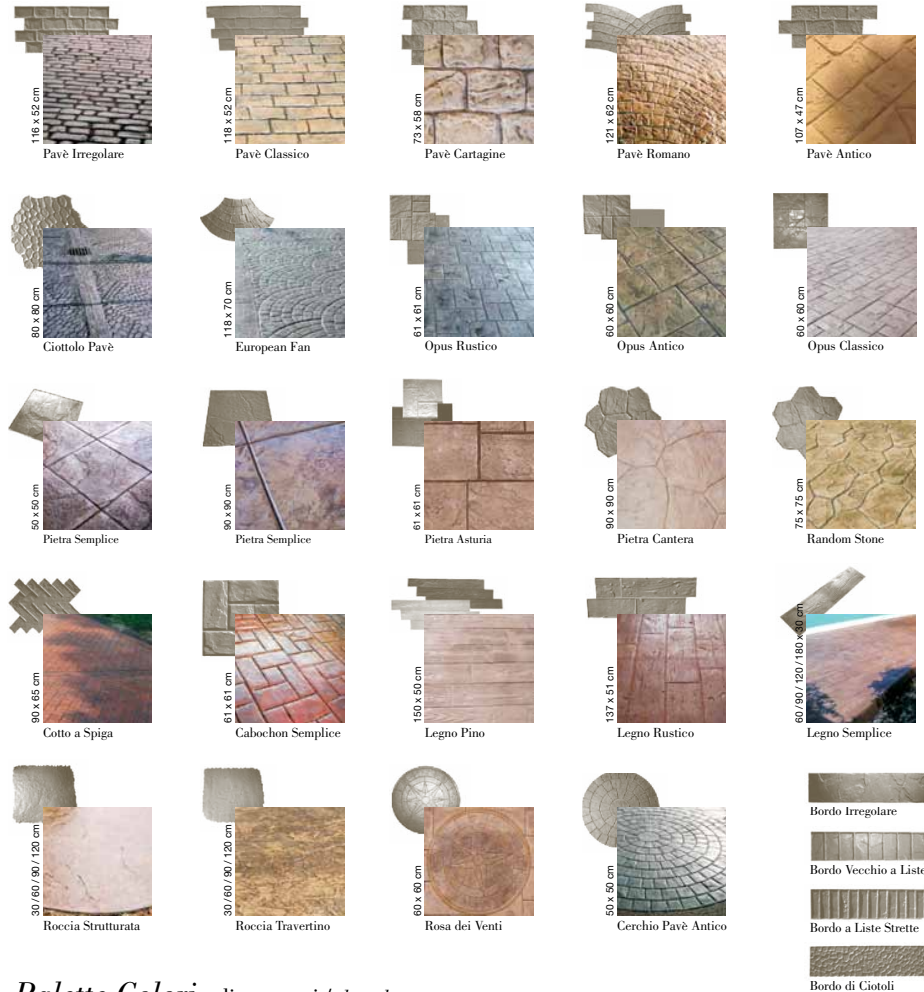 116 x 52 cm
Pavè Irregolare
118 x 52 cm
Pavè Classico
73 x 58 cm
Pavè Cartagine
121 x 62 cm
Pavè Romano
107 x 47 cm
Pavè Antico
80 x 80 cm
Ciottolo Pavè
118 x 70 cm
European Fan
61 x 61 cm
Opus Rustico
60 x 60 cm
Opus Antico
60 x 60 cm
Opus Classico
50 x 50 cm
Pietra Semplice
90 x 90 cm
Pietra Semplice
61 x 61 cm
Pietra Asturia
90 x 90 cm
Pietra Cantera
75 x 75 cm
Random Stone
90 x 65 cm
Cotto a Spiga
61 x 61 cm
Cabochon Semplice
150 x 50 cm
Legno Pino
137 x 51 cm
Legno Rustico
60 / 90 / 120 / 180 x 30 cm
Legno Semplice
30 / 60 / 90 / 120 cm
Roccia Strutturata
30 / 60 / 90 / 120 cm
Roccia Travertino
60 x 60 cm
Rosa dei Venti
50 x 50 cm
Cerchio Pavè Antico
Bordo Irregolare
Bordo Vecchio a Liste
Bordo a Liste Strette
Bordo di Ciotoli